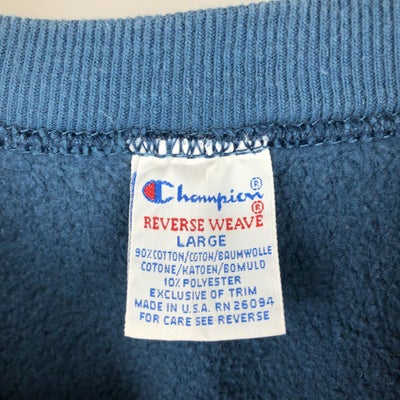 Champion®
REVERSE WEAVE®
LARGE
90% COTTON/COTON/BAUMWOLLE
COTONE/KATOEN/BOMULD
10% POLYESTER
EXCLUSIVE OF TRIM
MADE IN U.S.A. RN 26094
FOR CARE SEE REVERSE